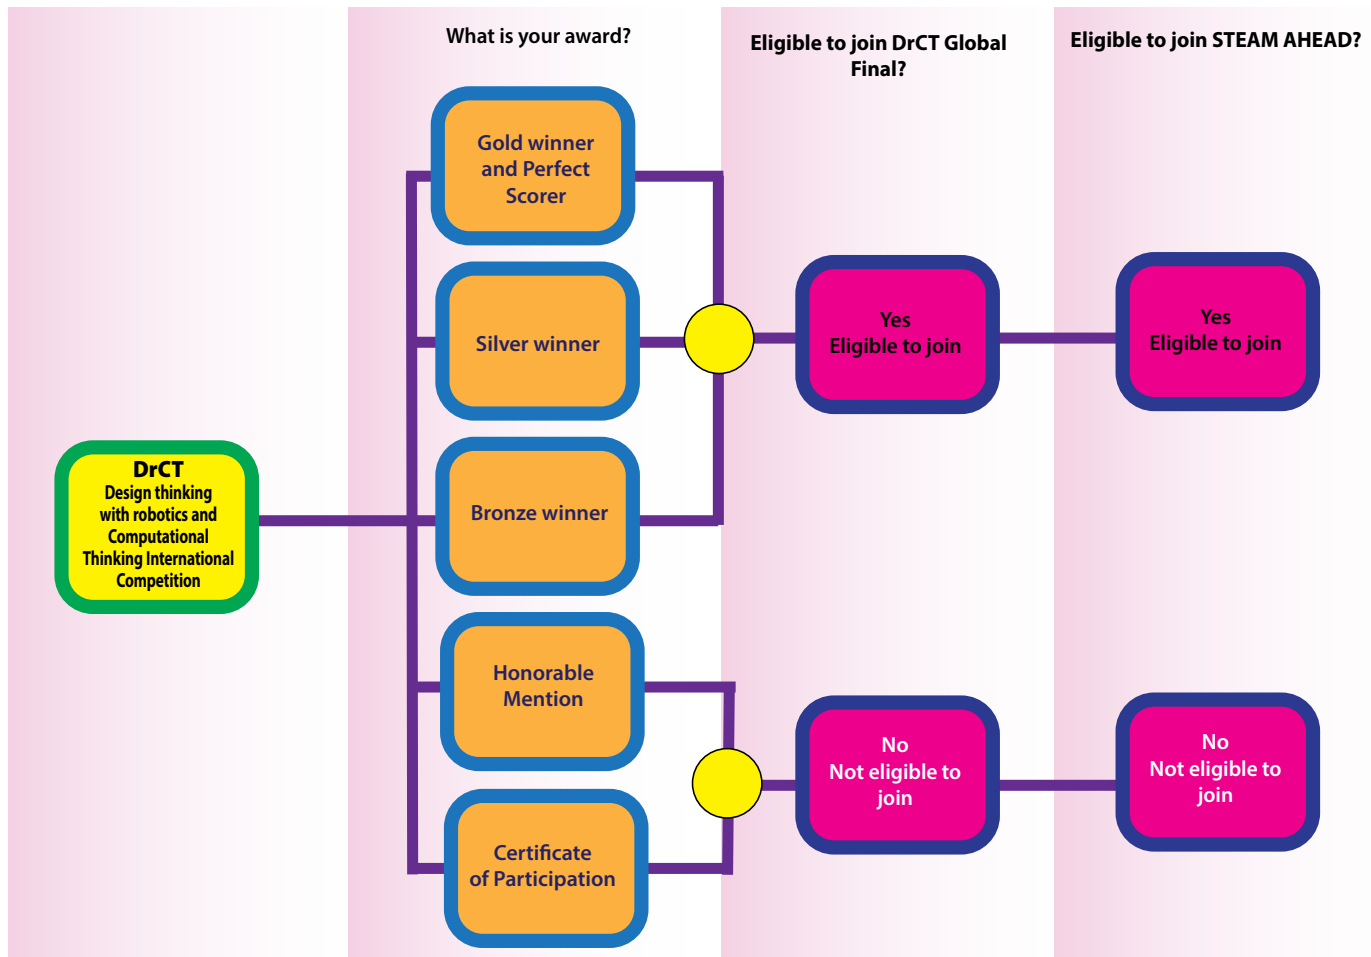 What is your award?
Eligible to join DrCT Global
Final?
Eligible to join STEAM AHEAD?
DrCT
Design thinking
with robotics and
Computational
Thinking International
Competition
Gold winner
and Perfect
Scorer
Silver winner
Bronze winner
Honorable
Mention
Certificate
of Participation
Yes
Eligible to join
Yes
Eligible to join
No
Not eligible to
join
No
Not eligible to
join